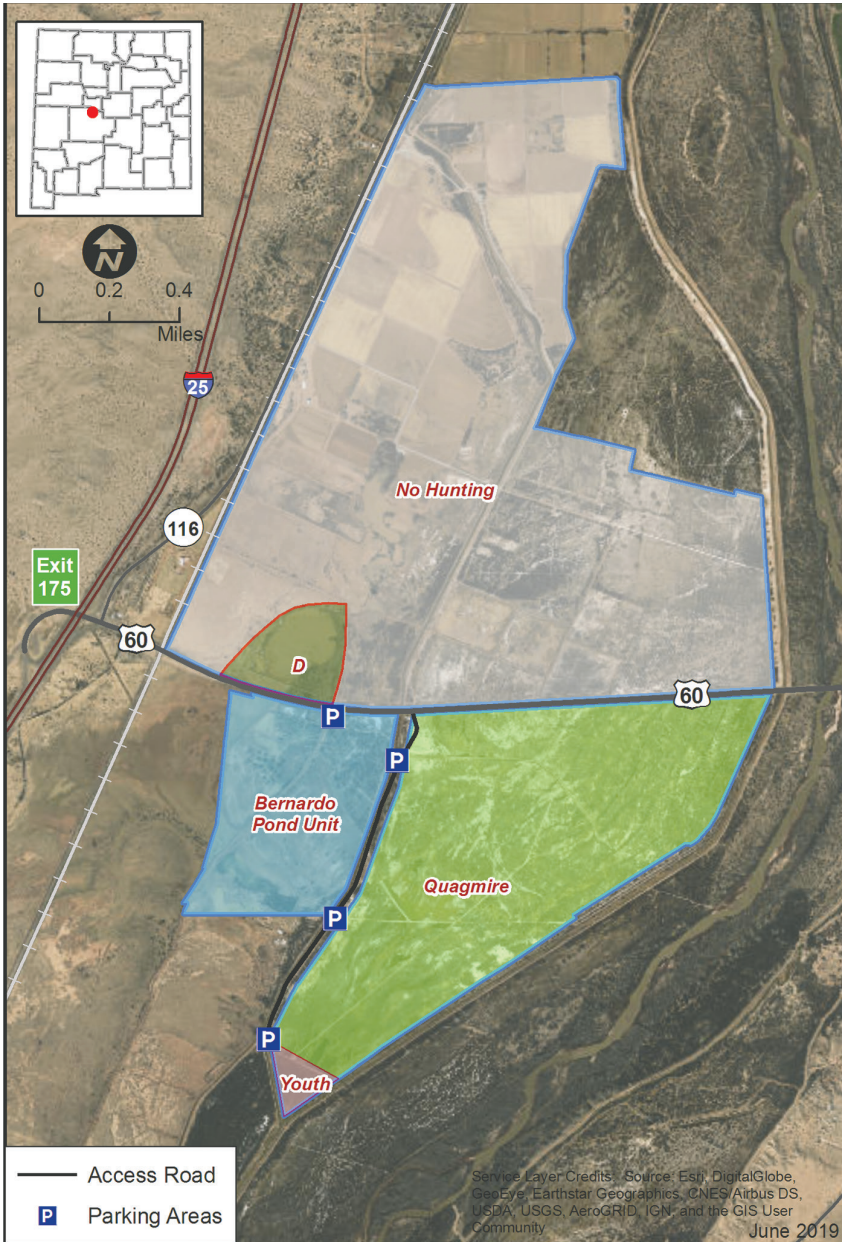 N
0 0.2 0.4
Miles
25
No Hunting
116
Exit
175
60
D
60
P
P
Bernardo
Pond Unit
Quagmire
P
P
Youth
Access Road
P Parking Areas
Service Layer Credits: Source: Esri, DigitalGlobe,
GeoEye, Earthstar Geographics, CNES/Airbus DS,
USDA, USGS, AeroGRID, IGN, and the GIS User
Community
June 2019